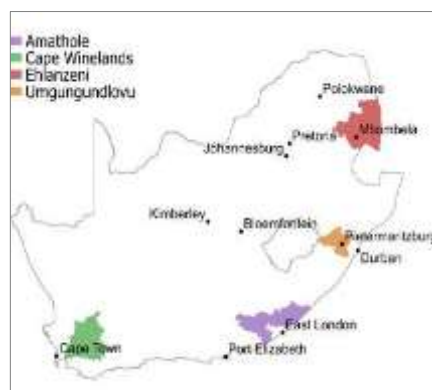 Amathole
Cape Winelands
Ehlanzeni
Umgungundlovu
Polokwane
Mbombela
Pretoria
Johannesburg
Kimberley
Bloemfontein
Pietermaritzburg
Durban
East London
Cape Town
Port Elizabeth